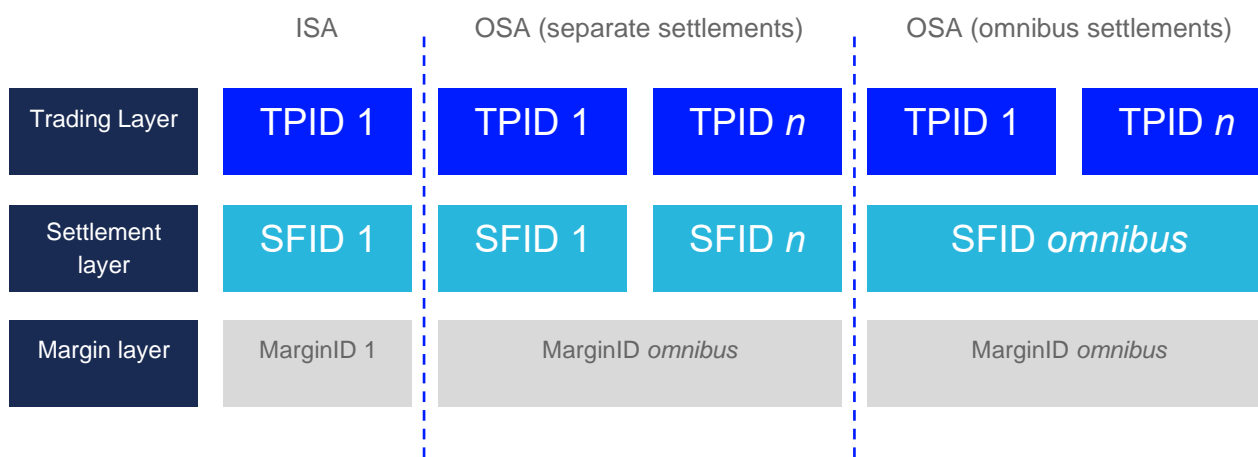 ISA
OSA (separate settlements)
OSA (omnibus settlements)
Trading Layer
TPID 1
TPID 1
TPID n
TPID 1
TPID n
Settlement
layer
SFID 1
SFID 1
SFID n
SFID omnibus
Margin layer
MarginID 1
MarginID omnibus
MarginID omnibus